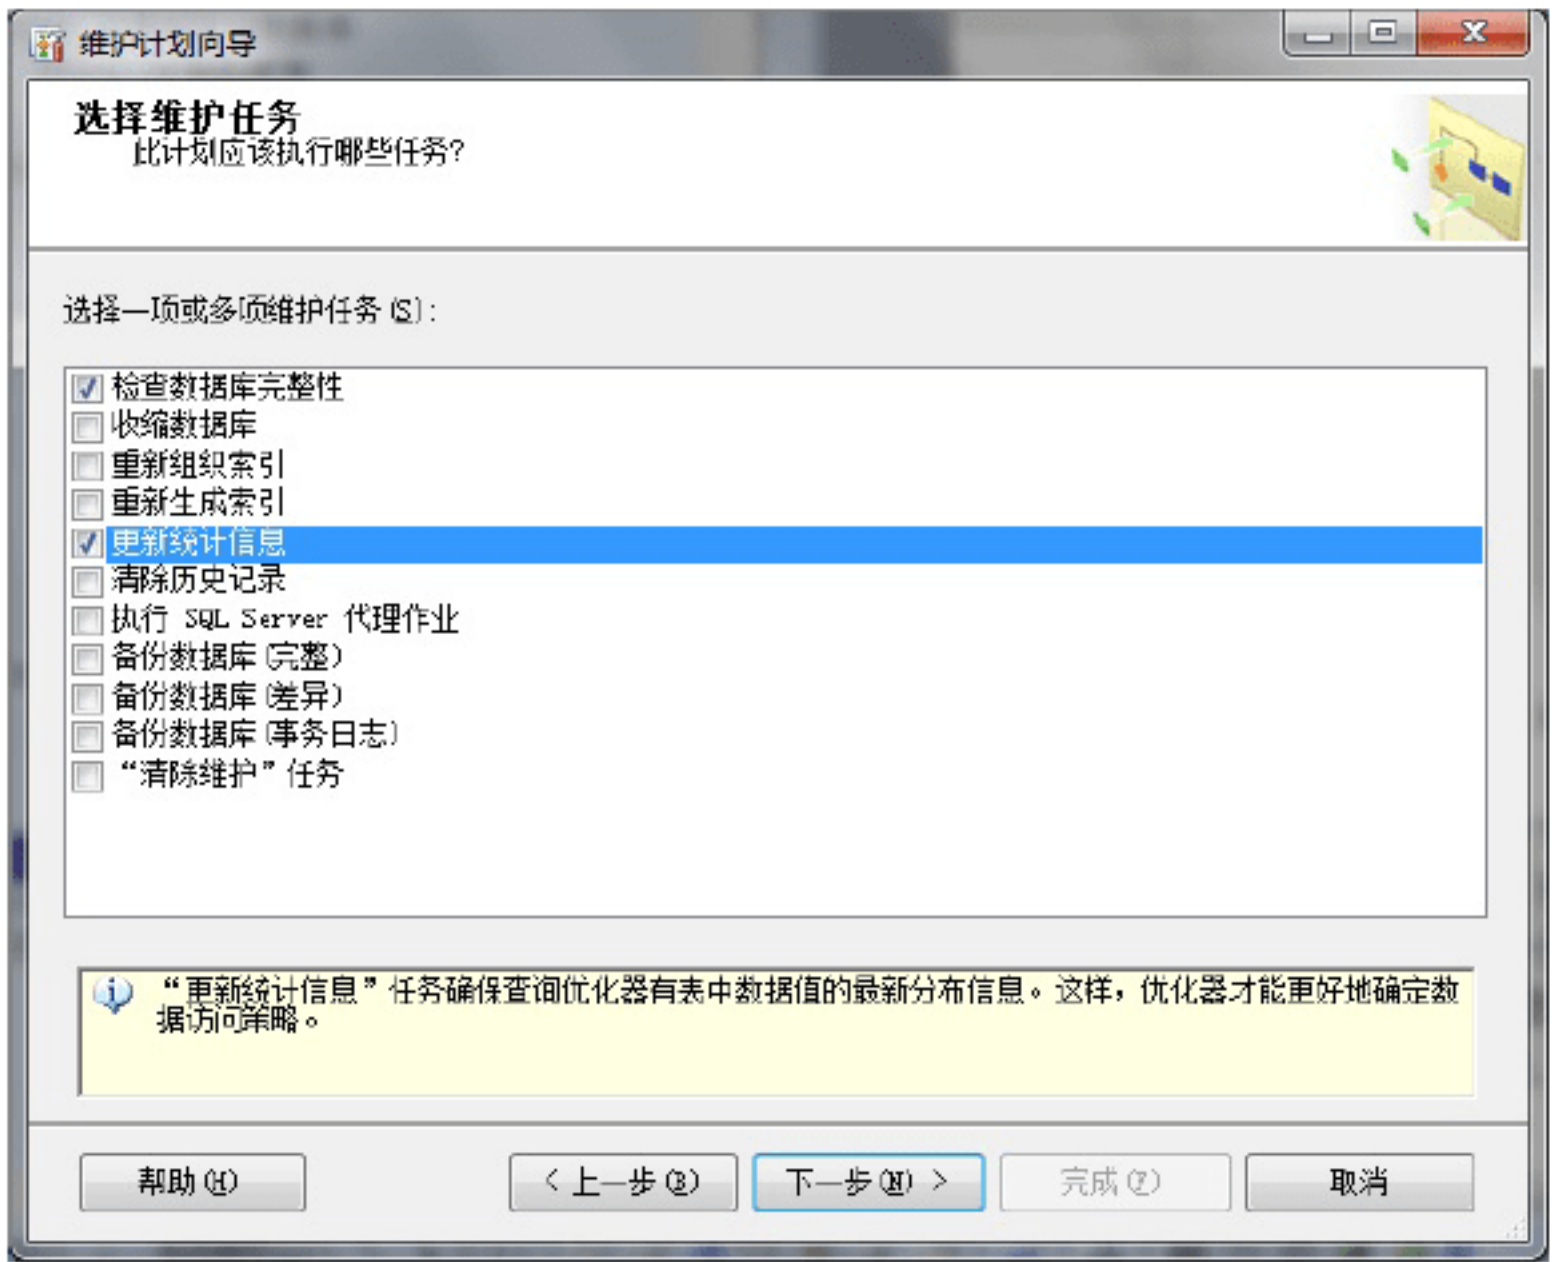 维护计划向导
选择维护任务
此计划应该执行哪些任务?
选择一项或多项维护任务(S):
检查数据库完整性
收缩数据库
重新组织索引
重新生成索引
更新统计信息
清除历史记录
执行 SQL Server 代理作业
备份数据库(完整)
备份数据库(差异)
备份数据库(事务日志)
“清除维护”任务
“更新统计信息”任务确保查询优化器有表中数据值的最新分布信息。这样，优化器才能更好地确定数
据访问策略。
帮助(H)
< 上一步(B)
下一步(N) >
完成(F)
取消